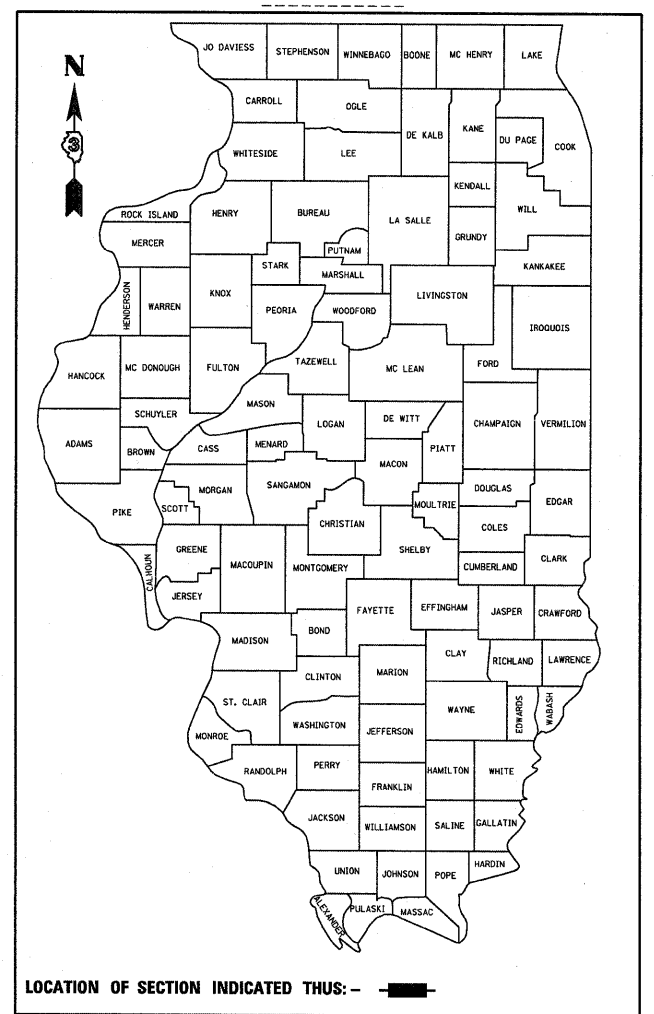 JO DAVIESS STEPHENSON WINNEBAGO BOONE MC HENRY LAKE
N
CARROLL OGLE
3
DE KALB KANE DU PAGE COOK
WHITESIDE LEE
KENDALL
ROCK ISLAND HENRY BUREAU LA SALLE WILL
MERCER PUTNAM GRUNDY
STARK MARSHALL KANKAKEE
HENDERSON WARREN KNOX PEORIA WOODFORD LIVINGSTON
IROQUOIS
HANCOCK MC DONOUGH FULTON TAZEWELL MC LEAN FORD
MASON
SCHUYLER LOGAN DE WITT CHAMPAIGN VERMILION
ADAMS BROWN CASS MENARD PIATT
MACON
MORGAN SANGAMON DOUGLAS
PIKE SCOTT MOULTRIE EDGAR
CHRISTIAN COLES
GREENE MACOUPIN MONTGOMERY SHELBY
CALHOUN CUMBERLAND CLARK
JERSEY FAYETTE EFFINGHAM JASPER CRAWFORD
MADISON BOND
CLAY RICHLAND LAWRENCE
CLINTON MARION
ST. CLAIR WAYNE EDWARDS WABASH
WASHINGTON JEFFERSON
MONROE
RANDOLPH PERRY HAMILTON WHITE
FRANKLIN
JACKSON WILLIAMSON SALINE GALLATIN
UNION JOHNSON POPE HARDIN
ALEXANDER PULASKI MASSAC
LOCATION OF SECTION INDICATED THUS: -